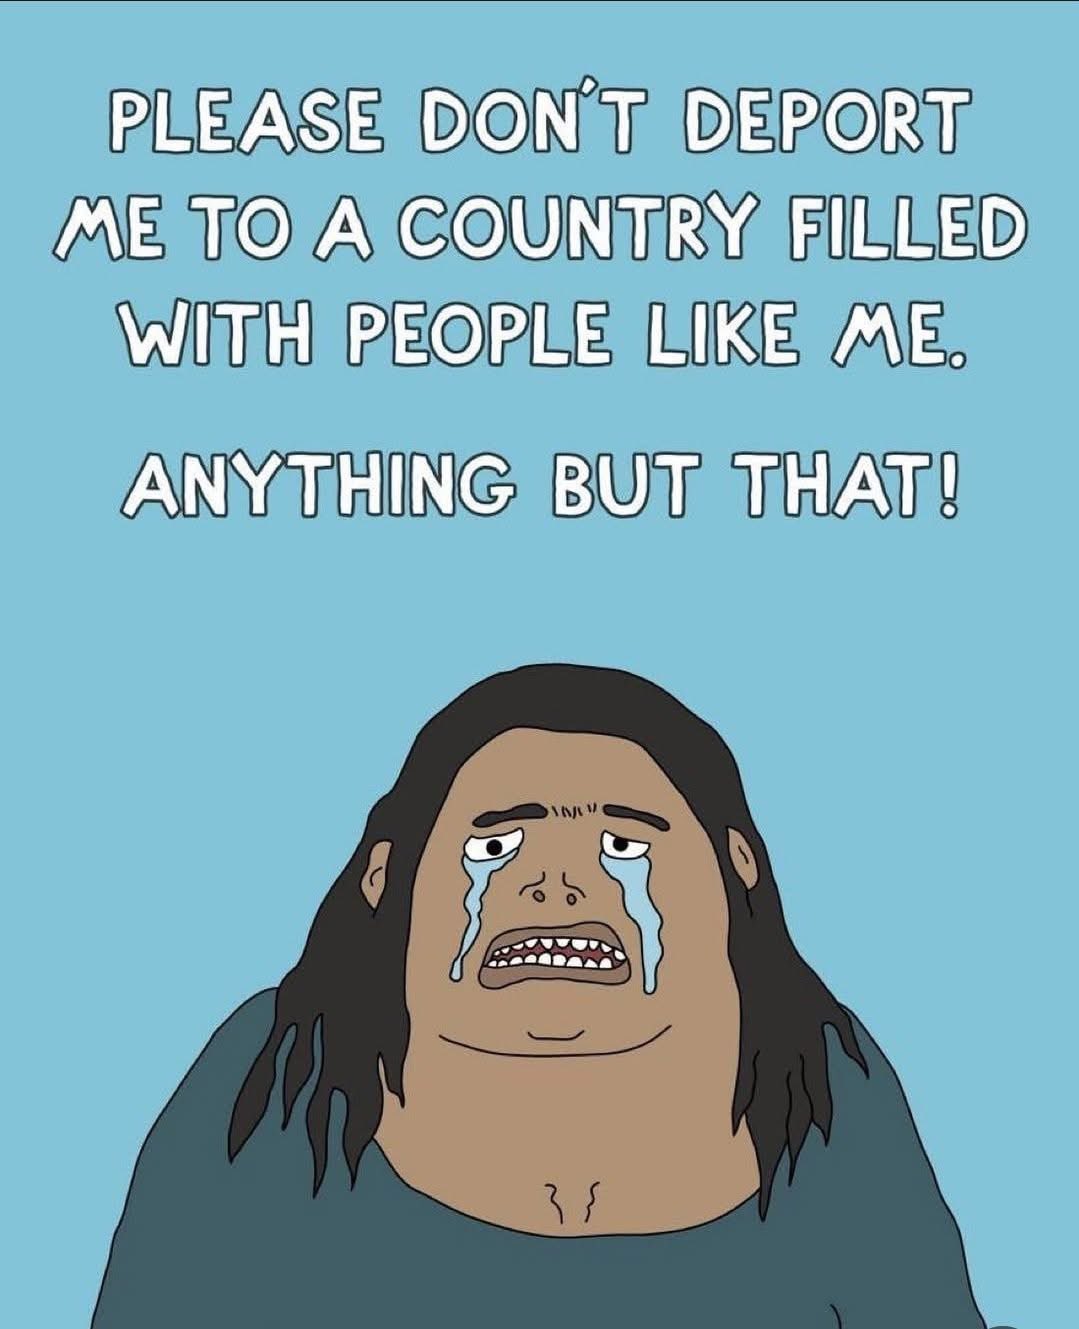 PLEASE DON'T DEPORT
ME TO A COUNTRY FILLED
WITH PEOPLE LIKE ME.
ANYTHING BUT THAT!